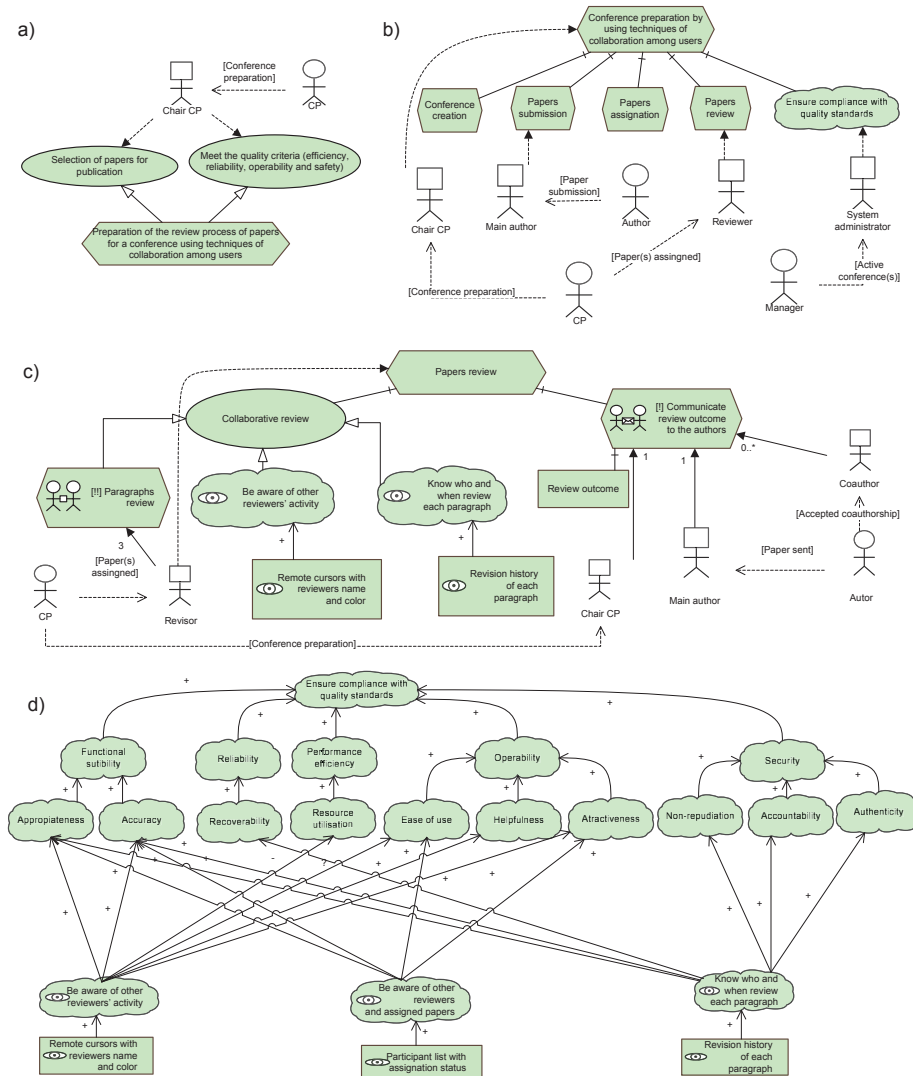 a)
[Conference
preparation]
Chair CP
CP
Selection of papers for
publication
Meet the quality criteria (efficiency,
reliability, operability and safety)
Preparation of the review process of papers
for a conference using techniques of
collaboration among users
b)
Conference preparation by
using techniques of
collaboration among users
Conference
creation
Papers
submission
Papers
assignation
Papers
review
Ensure compliance with
quality standards
[Paper
submission]
Chair CP
Main author
Author
Reviewer
System
administrator
[Paper(s) assingned]
[Active
conference(s)]
[Conference preparation]
CP
Manager
c)
Papers review
Collaborative review
[!] Communicate
review outcome
to the authors
[!!] Paragraphs
review
Be aware of other
reviewers' activity
Know who and
when review
each paragraph
Review outcome
1
1
0..*
Coauthor
[Accepted coauthorship]
3
[Paper(s)
assingned]
+
+
Remote cursors with
reviewers name
and color
Revision history
of each
paragraph
[Paper sent]
CP
Revisor
Chair CP
Main author
Autor
[Conference preparation]
d)
Ensure compliance with
quality standards
+
+
+
+
+
Functional
sutibility
Reliability
Performance
efficiency
Operability
Security
+
+
+
+
+
+
+
+
+
+
Appropiateness
Accuracy
Recoverability
Resource
utilisation
Ease of use
Helpfulness
Atractiveness
Non-repudiation
Accountability
Authenticity
+
+
+
-
?
+
+
+
+
+
+
+
+
+
+
+
Be aware of other
reviewers' activity
Be aware of other
reviewers
and assigned papers
Know who and
when review
each paragraph
+
+
+
Remote cursors with
reviewers name
and color
Participant list with
assignation status
Revision history
of each
paragraph